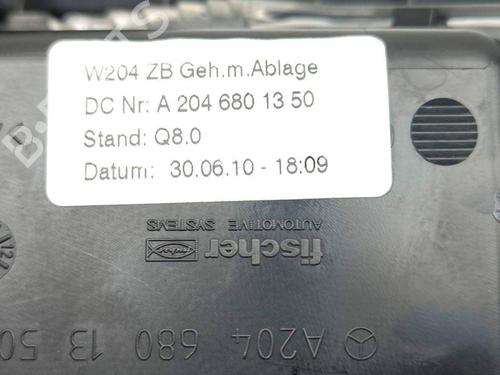 W204 ZB Geh.m.Ablage
DC Nr: A 204 680 13 50
Stand: Q8.0
Datum: 30.06.10 - 18:09
fischer
AUTOMOTIVE
SYSTEMS
A204 680 13 50